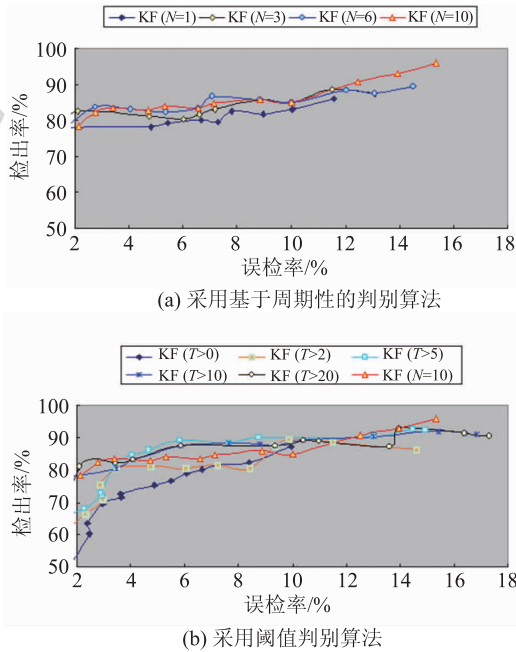 KF (N=1) KF (N=3) KF (N=6) KF (N=10)
100
90
80
70
60
50
检出率/%
2 4 6 8 10 12 14 16 18
误检率/%
(a) 采用基于周期性的判别算法
KF (T>0) KF (T>2) KF (T>5)
KF (T>10) KF (T>20) KF (N=10)
100
90
80
70
60
50
检出率/%
2 4 6 8 10 12 14 16 18
误检率/%
(b) 采用阈值判别算法